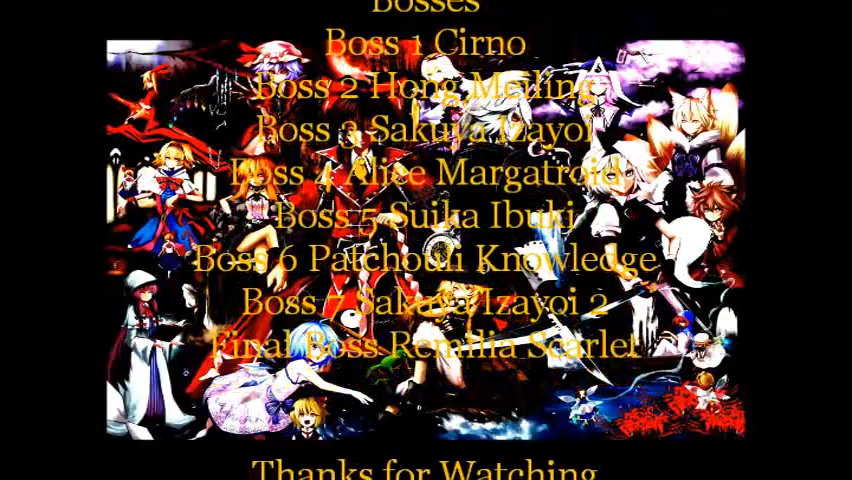 Bosses
Boss 1 Cirno
Boss 2 Hong Meiling
Boss 3 Sakuya Izayoi
Boss 4 Alice Margatroid
Boss 5 Suika Ibuki
Boss 6 Patchouli Knowledge
Boss 7 Sakuya Izayoi 2
Final Boss Remilia Scarlet
Thanks for Watching